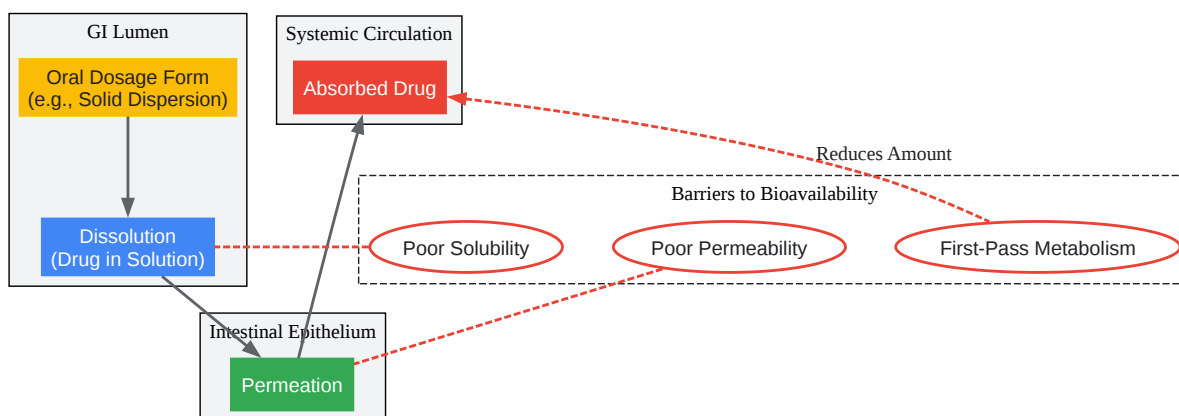 GI Lumen
Oral Dosage Form
(e.g., Solid Dispersion)
Dissolution
(Drug in Solution)
Systemic Circulation
Absorbed Drug
Reduces Amount
Barriers to Bioavailability
Poor Solubility
Poor Permeability
First-Pass Metabolism
Intestinal Epithelium
Permeation